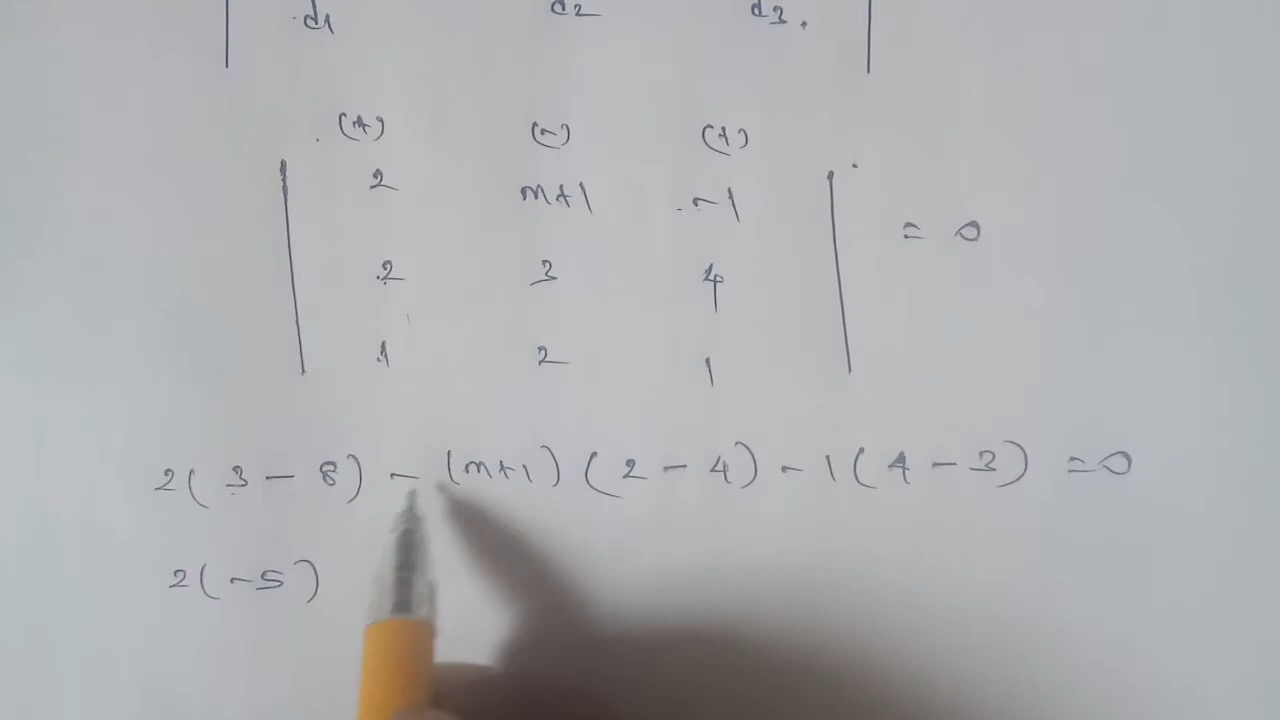 d1 d2 d3.
(+) (-) (+)
2 m+1 -1
= 0
2 3 4
1 2 1
2(3-8) - (m+1)(2-4) - 1(4-3) = 0
2(-5)